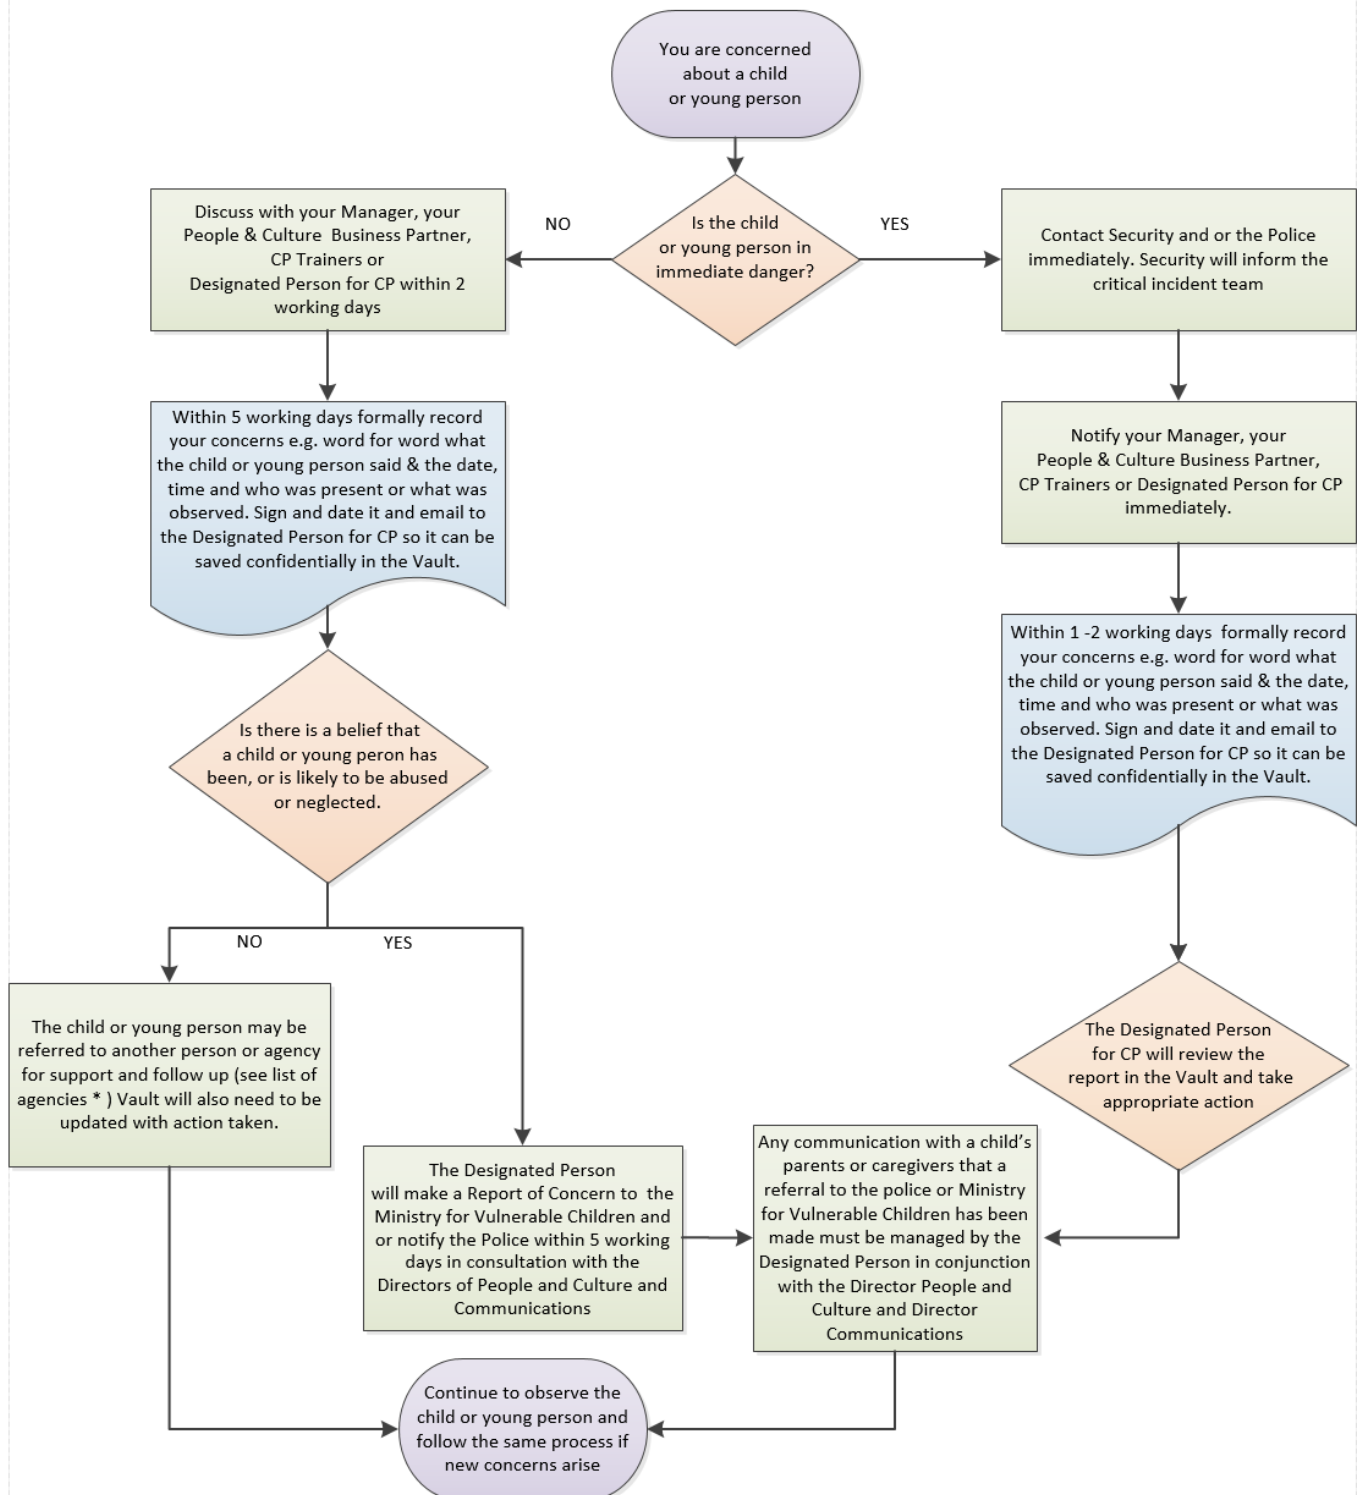 You are concerned
about a child
or young person
Is the child
or young person in
immediate danger?
NO
YES
Discuss with your Manager, your
People & Culture  Business Partner,
CP Trainers or
Designated Person for CP within 2
working days
Contact Security and or the Police
immediately. Security will inform the
critical incident team
Within 5 working days formally record
your concerns e.g. word for word what
the child or young person said & the date,
time and who was present or what was
observed. Sign and date it and email to
the Designated Person for CP so it can be
saved confidentially in the Vault.
Notify your Manager, your
People & Culture Business Partner,
CP Trainers or Designated Person for CP
immediately.
Within 1 -2 working days  formally record
your concerns e.g. word for word what
the child or young person said & the date,
time and who was present or what was
observed. Sign and date it and email to
the Designated Person for CP so it can be
saved confidentially in the Vault.
Is there is a belief that
a child or young peron has
been, or is likely to be abused
or neglected.
NO
YES
The child or young person may be
referred to another person or agency
for support and follow up (see list of
agencies * ) Vault will also need to be
updated with action taken.
The Designated Person
for CP will review the
report in the Vault and take
appropriate action
The Designated Person
will make a Report of Concern to  the
Ministry for Vulnerable Children and
or notify the Police within 5 working
days in consultation with the
Directors of People and Culture and
Communications
Any communication with a child’s
parents or caregivers that a
referral to the police or Ministry
for Vulnerable Children has been
made must be managed by the
Designated Person in conjunction
with the Director People and
Culture and Director
Communications
Continue to observe the
child or young person and
follow the same process if
new concerns arise